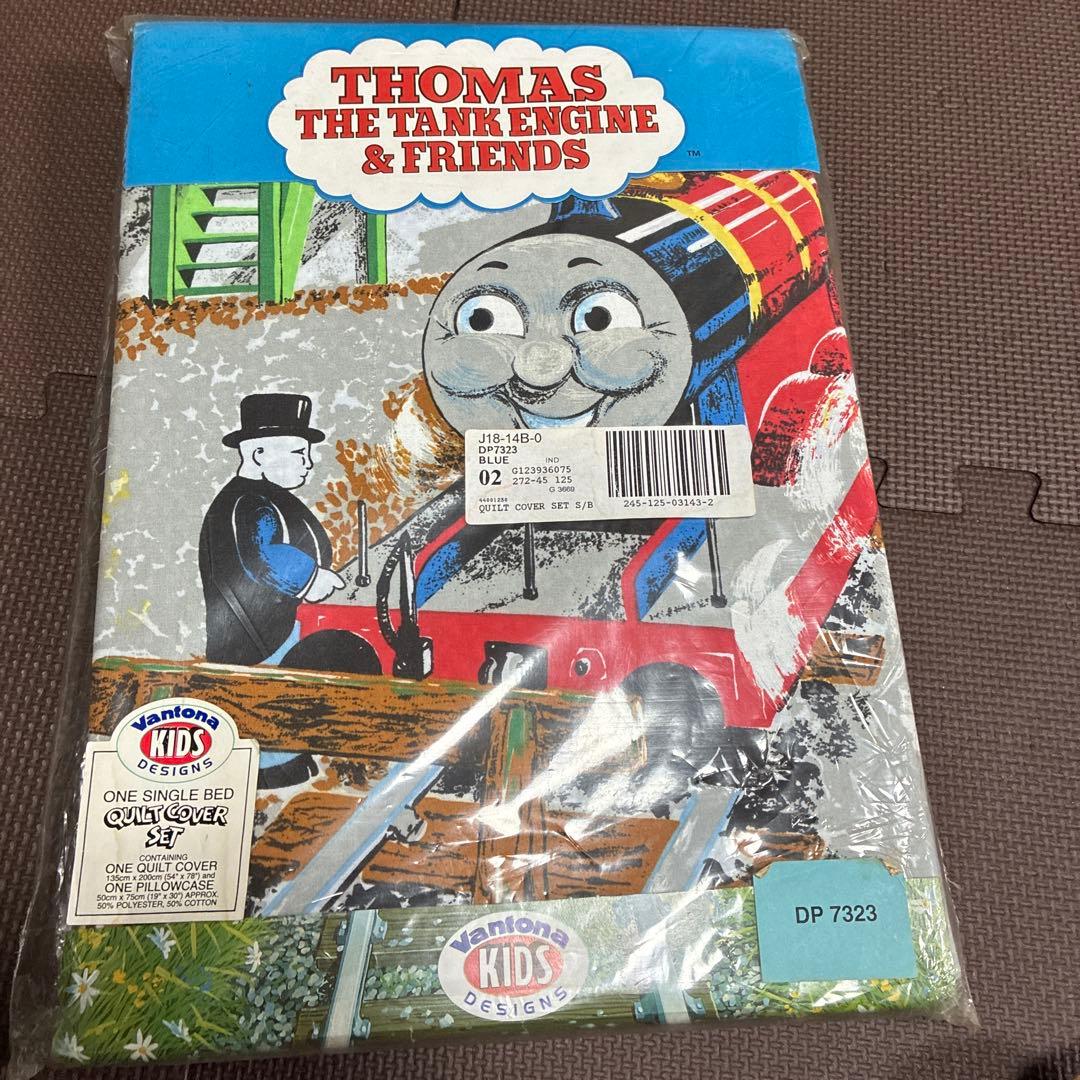 THOMAS
THE TANK ENGINE
& FRIENDS
TM
J18-14B-0
DP7323
BLUE IND
02 G123936075
272-45 125
G 3669
44001250
QUILT COVER SET S/B
245-125-03143-2
Vantona
KIDS
DESIGNS
ONE SINGLE BED
QUILT COVER
SET
CONTAINING
ONE QUILT COVER
135cm x 200cm (54" x 78") and
ONE PILLOWCASE
50cm x 75cm (19" x 30") APPROX.
50% POLYESTER, 50% COTTON
DP 7323
Vantona
KIDS
DESIGNS